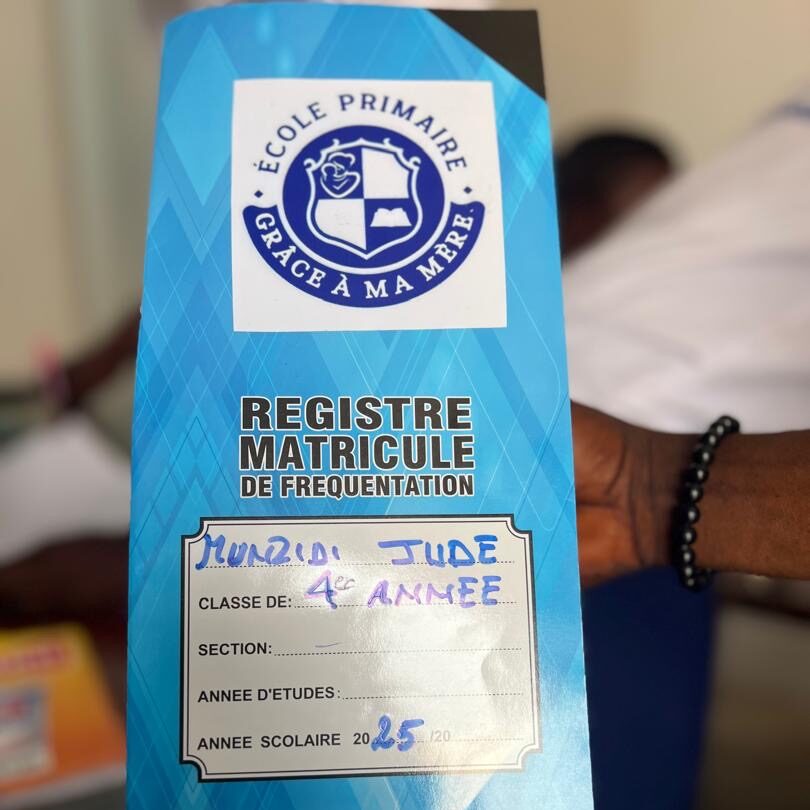 ÉCOLE PRIMAIRE
GRÂCE À MA MÈRE
REGISTRE
MATRICULE
DE FREQUENTATION
MUNZIDI JUDE
CLASSE DE: 4ec ANNEE
SECTION: -
ANNEE D'ETUDES:
ANNEE SCOLAIRE 2025 /20